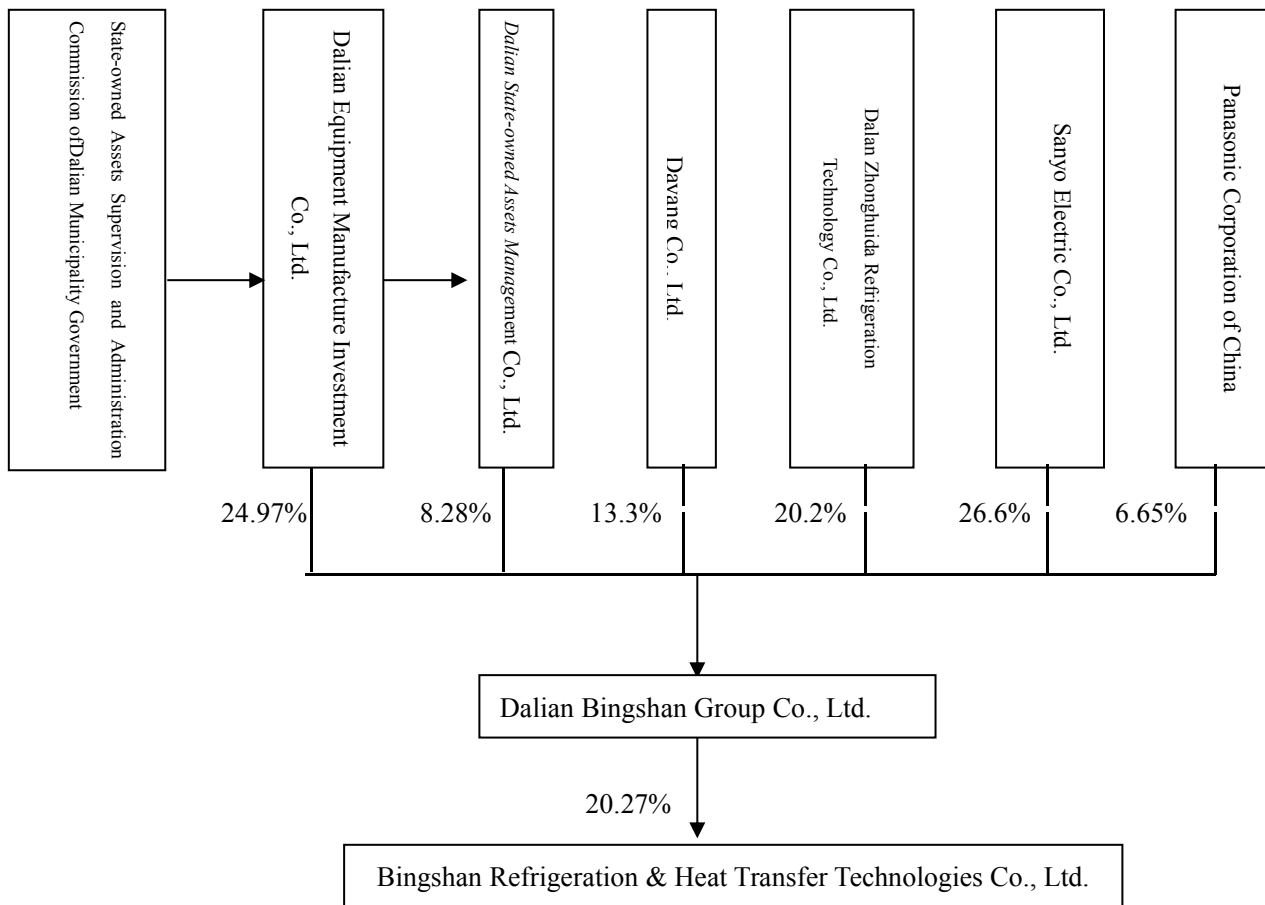 State-owned Assets Supervision and Administration
Commission ofDalian Municipality Government
Dalian Equipment Manufacture Investment
Co., Ltd.
Dalian State-owned Assets Management Co., Ltd.
Dayang Co., Ltd.
Dalan Zhonghuida Refrigeration
Technology Co., Ltd.
Sanyo Electric Co., Ltd.
Panasonic Corporation of China
24.97%
8.28%
13.3%
20.2%
26.6%
6.65%
Dalian Bingshan Group Co., Ltd.
20.27%
Bingshan Refrigeration & Heat Transfer Technologies Co., Ltd.